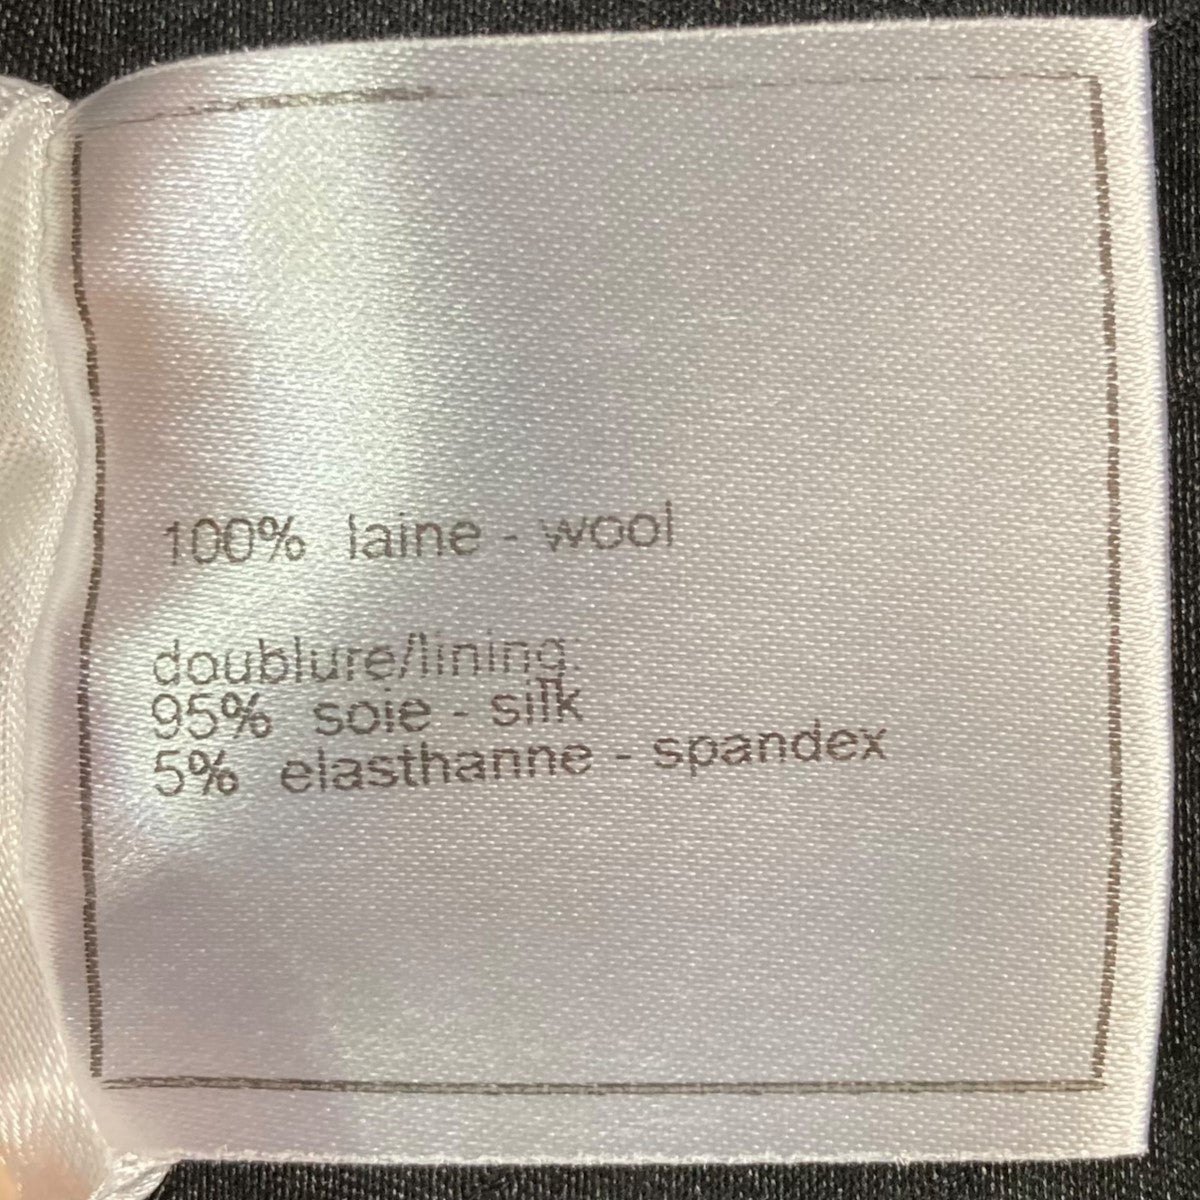 100% laine - wool
doublure/lining:
95% soie - silk
5% elasthanne - spandex